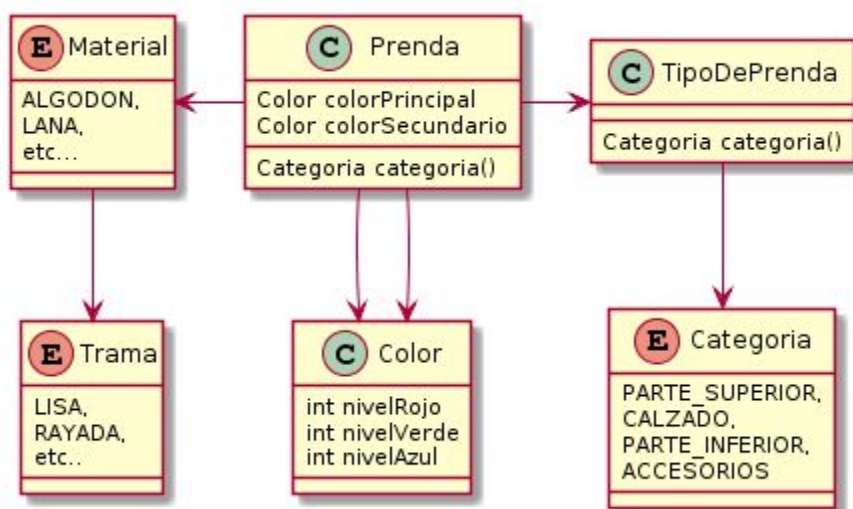 E Material
ALGODON,
LANA,
etc...
C Prenda
Color colorPrincipal
Color colorSecundario
Categoria categoria()
C TipoDePrenda
Categoria categoria()
E Trama
LISA,
RAYADA,
etc..
C Color
int nivelRojo
int nivelVerde
int nivelAzul
E Categoria
PARTE_SUPERIOR,
CALZADO,
PARTE_INFERIOR,
ACCESORIOS